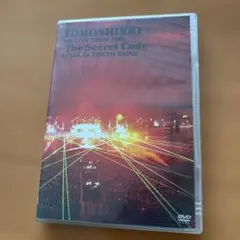 TOHOSHINKI
4th LIVE TOUR 2009
-The Secret Code-
FINAL in TOKYO DOME
DVD